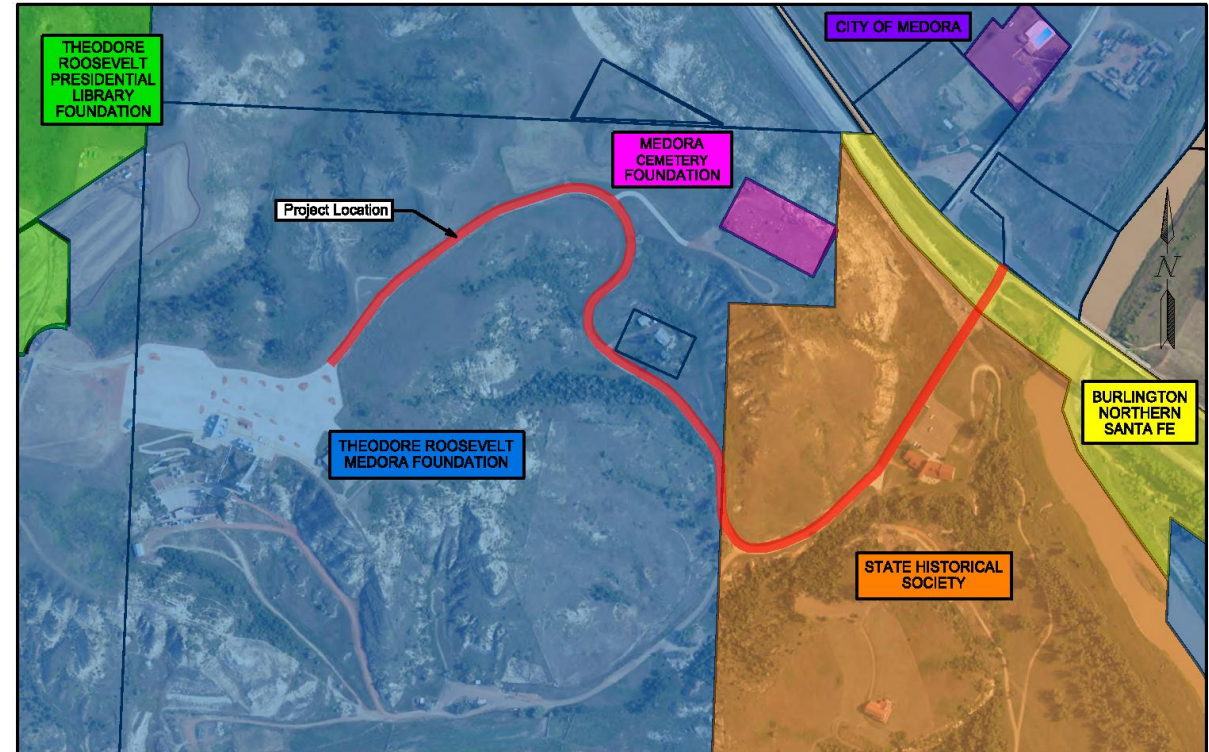 THEODORE
ROOSEVELT
PRESIDENTIAL
LIBRARY
FOUNDATION
CITY OF MEDORA
MEDORA
CEMETERY
FOUNDATION
Project Location
N
BURLINGTON
NORTHERN
SANTA FE
THEODORE ROOSEVELT
MEDORA FOUNDATION
STATE HISTORICAL
SOCIETY